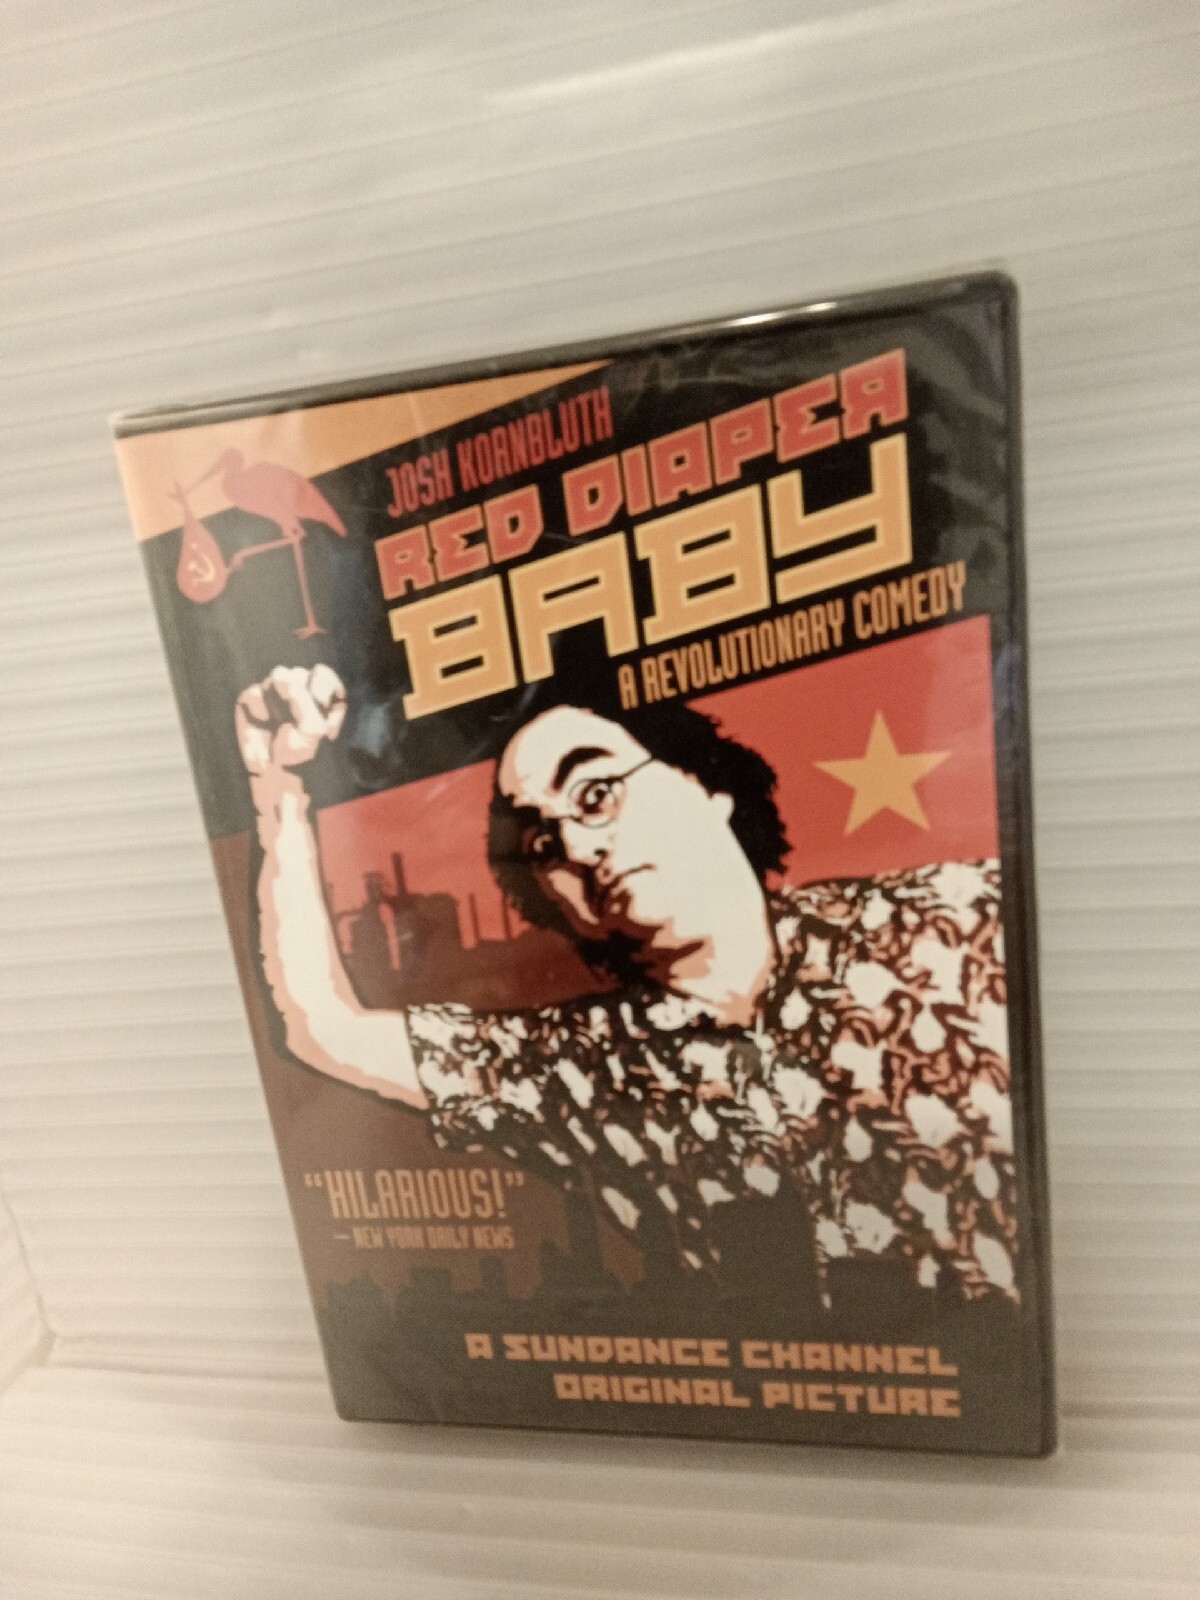 JOSH KORNBLUTH
RED DIAPER
BABY
A REVOLUTIONARY COMEDY
"HILARIOUS!"
– NEW YORK DAILY NEWS
A SUNDANCE CHANNEL
ORIGINAL PICTURE